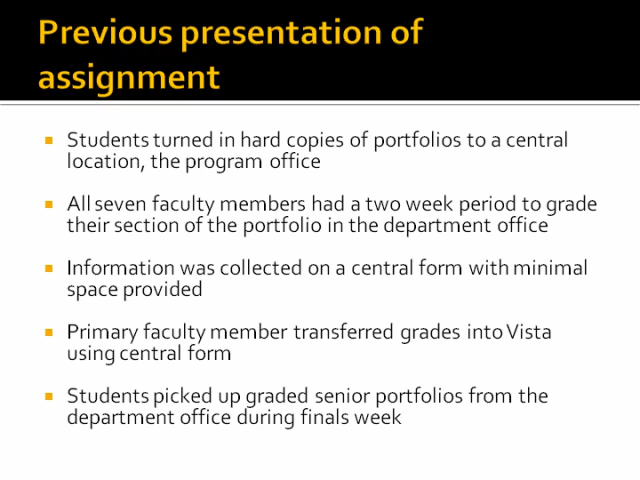 Previous presentation of
assignment
Students turned in hard copies of portfolios to a central
location, the program office
All seven faculty members had a two week period to grade
their section of the portfolio in the department office
Information was collected on a central form with minimal
space provided
Primary faculty member transferred grades into Vista
using central form
Students picked up graded senior portfolios from the
department office during finals week